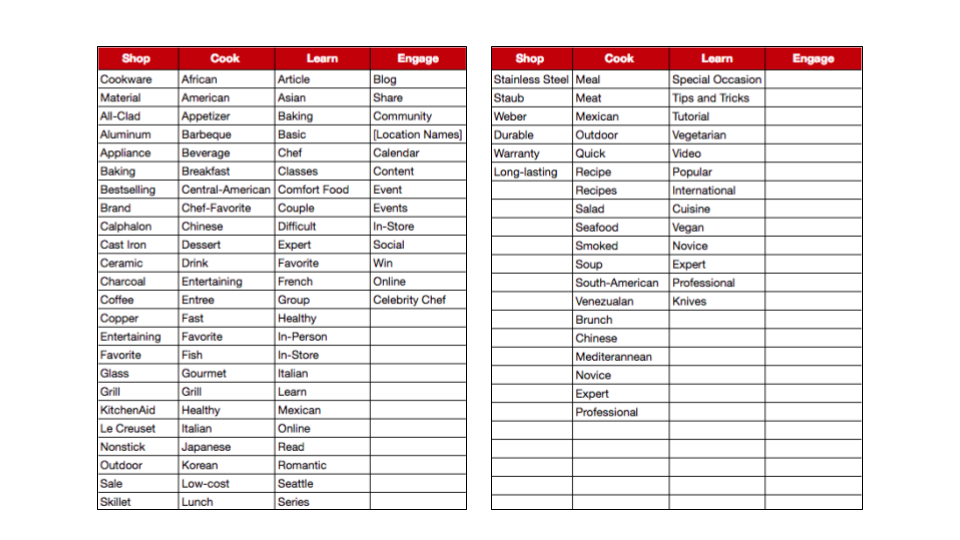 Shop Cook Learn Engage
Cookware African Article Blog
Material American Asian Share
All-Clad Appetizer Baking Community
Aluminum Barbeque Basic [Location Names]
Appliance Beverage Chef Calendar
Baking Breakfast Classes Content
Bestselling Central-American Comfort Food Event
Brand Chef-Favorite Couple Events
Calphalon Chinese Difficult In-Store
Cast Iron Dessert Expert Social
Ceramic Drink Favorite Win
Charcoal Entertaining French Online
Coffee Entree Group Celebrity Chef
Copper Fast Healthy
Entertaining Favorite In-Person
Favorite Fish In-Store
Glass Gourmet Italian
Grill Grill Learn
KitchenAid Healthy Mexican
Le Creuset Italian Online
Nonstick Japanese Read
Outdoor Korean Romantic
Sale Low-cost Seattle
Skillet Lunch Series
Shop Cook Learn Engage
Stainless Steel Meal Special Occasion
Staub Meat Tips and Tricks
Weber Mexican Tutorial
Durable Outdoor Vegetarian
Warranty Quick Video
Long-lasting Recipe Popular
Recipes International
Salad Cuisine
Seafood Vegan
Smoked Novice
Soup Expert
South-American Professional
Venezualan Knives
Brunch
Chinese
Mediterannean
Novice
Expert
Professional